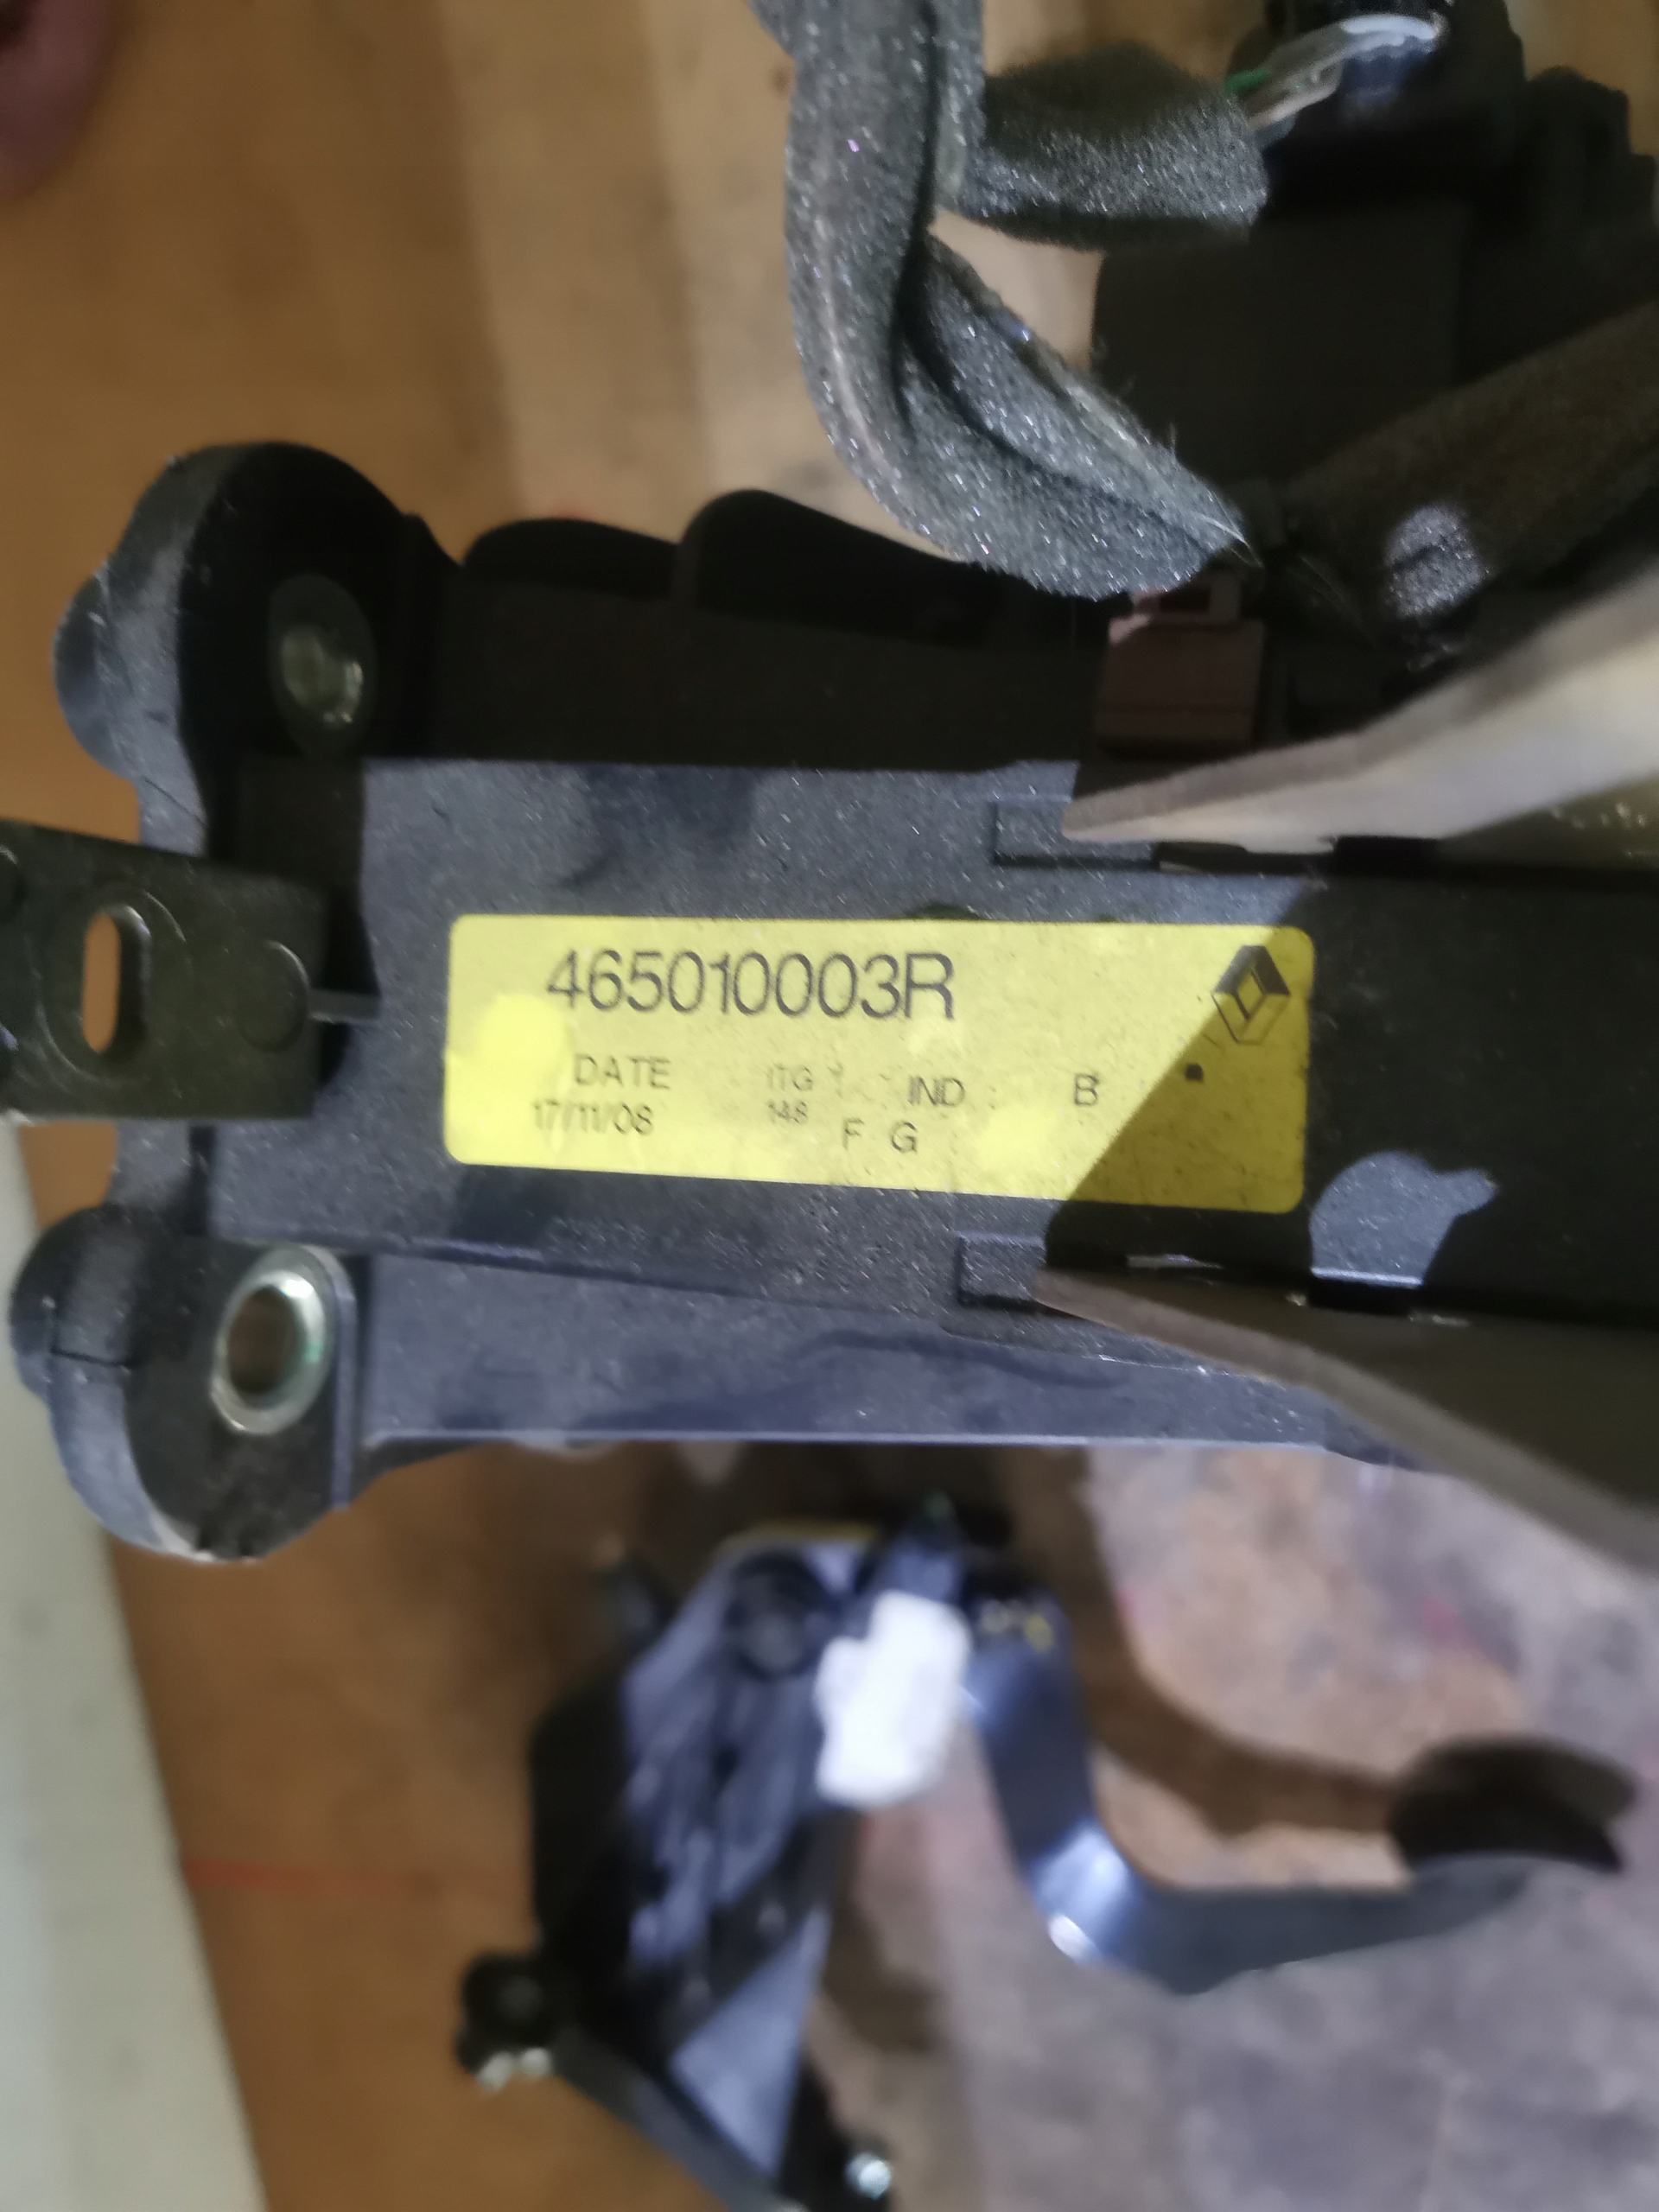 465010003R
DATE ITG IND : B
17/11/08 148 F G